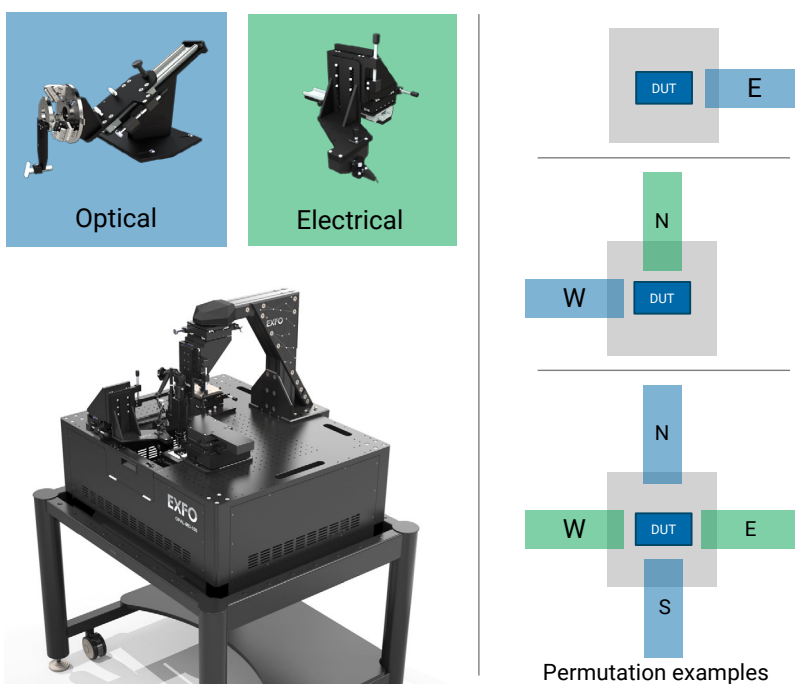 Optical
Electrical
EXFO
EXFO
DUT
E
N
W
DUT
N
W
DUT
E
S
Permutation examples